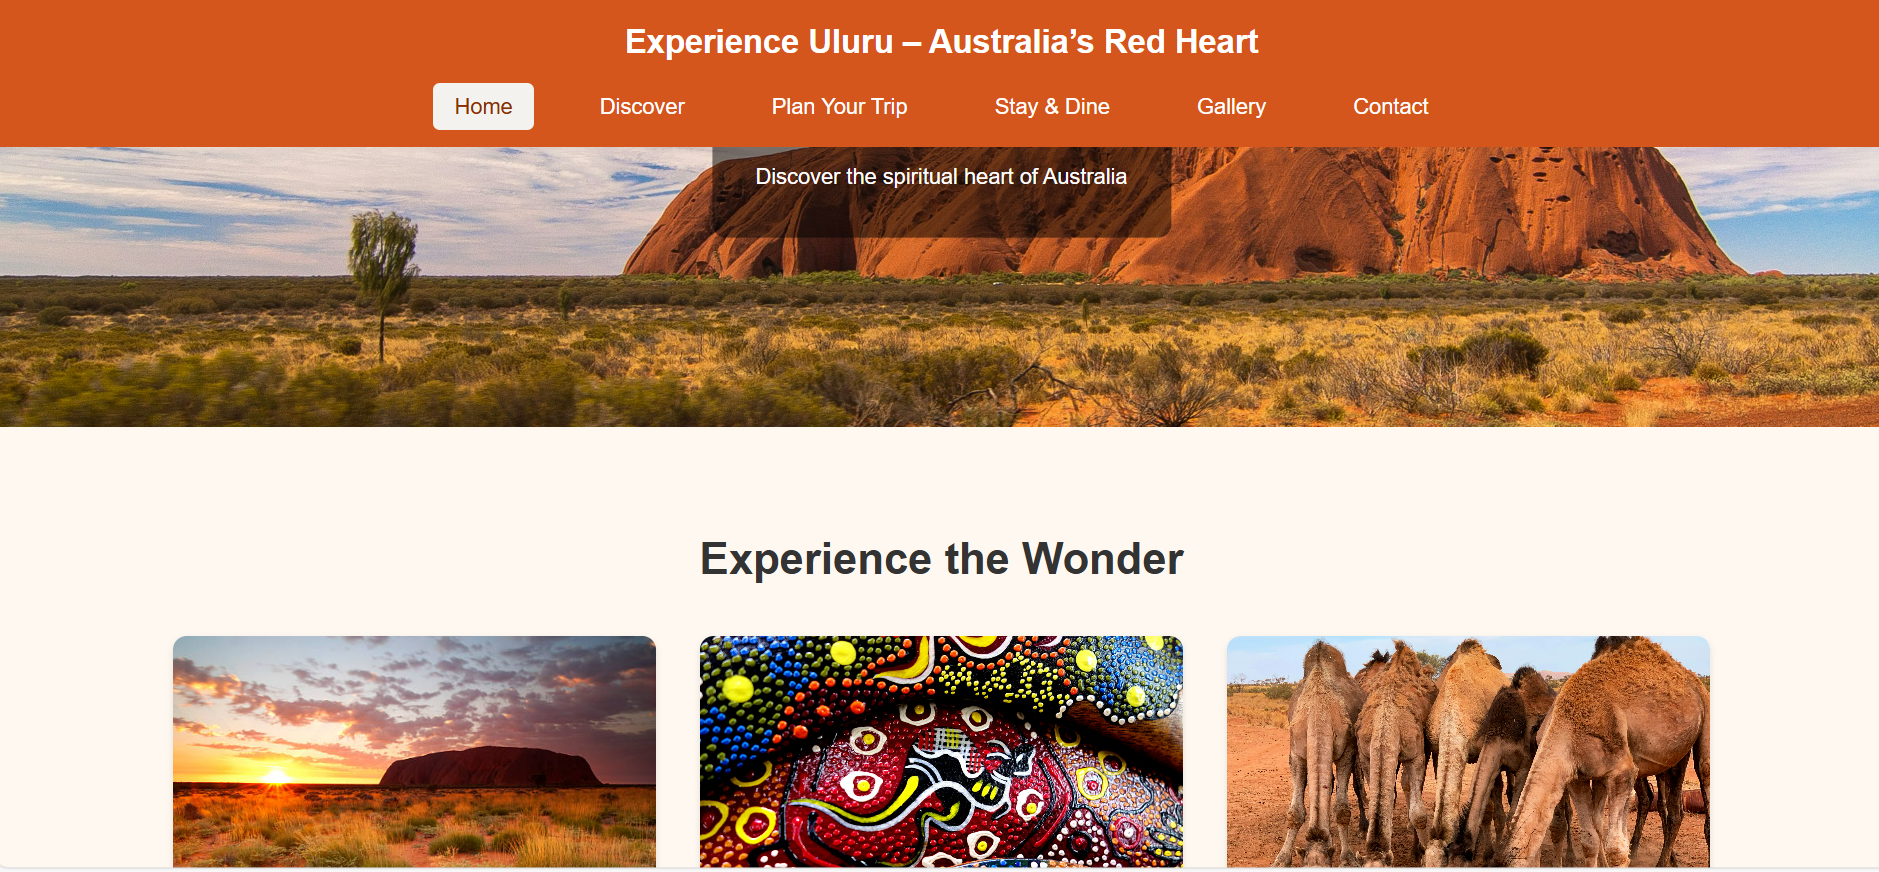 Experience Uluru – Australia’s Red Heart
Home Discover Plan Your Trip Stay & Dine Gallery Contact
Discover the spiritual heart of Australia
Experience the Wonder